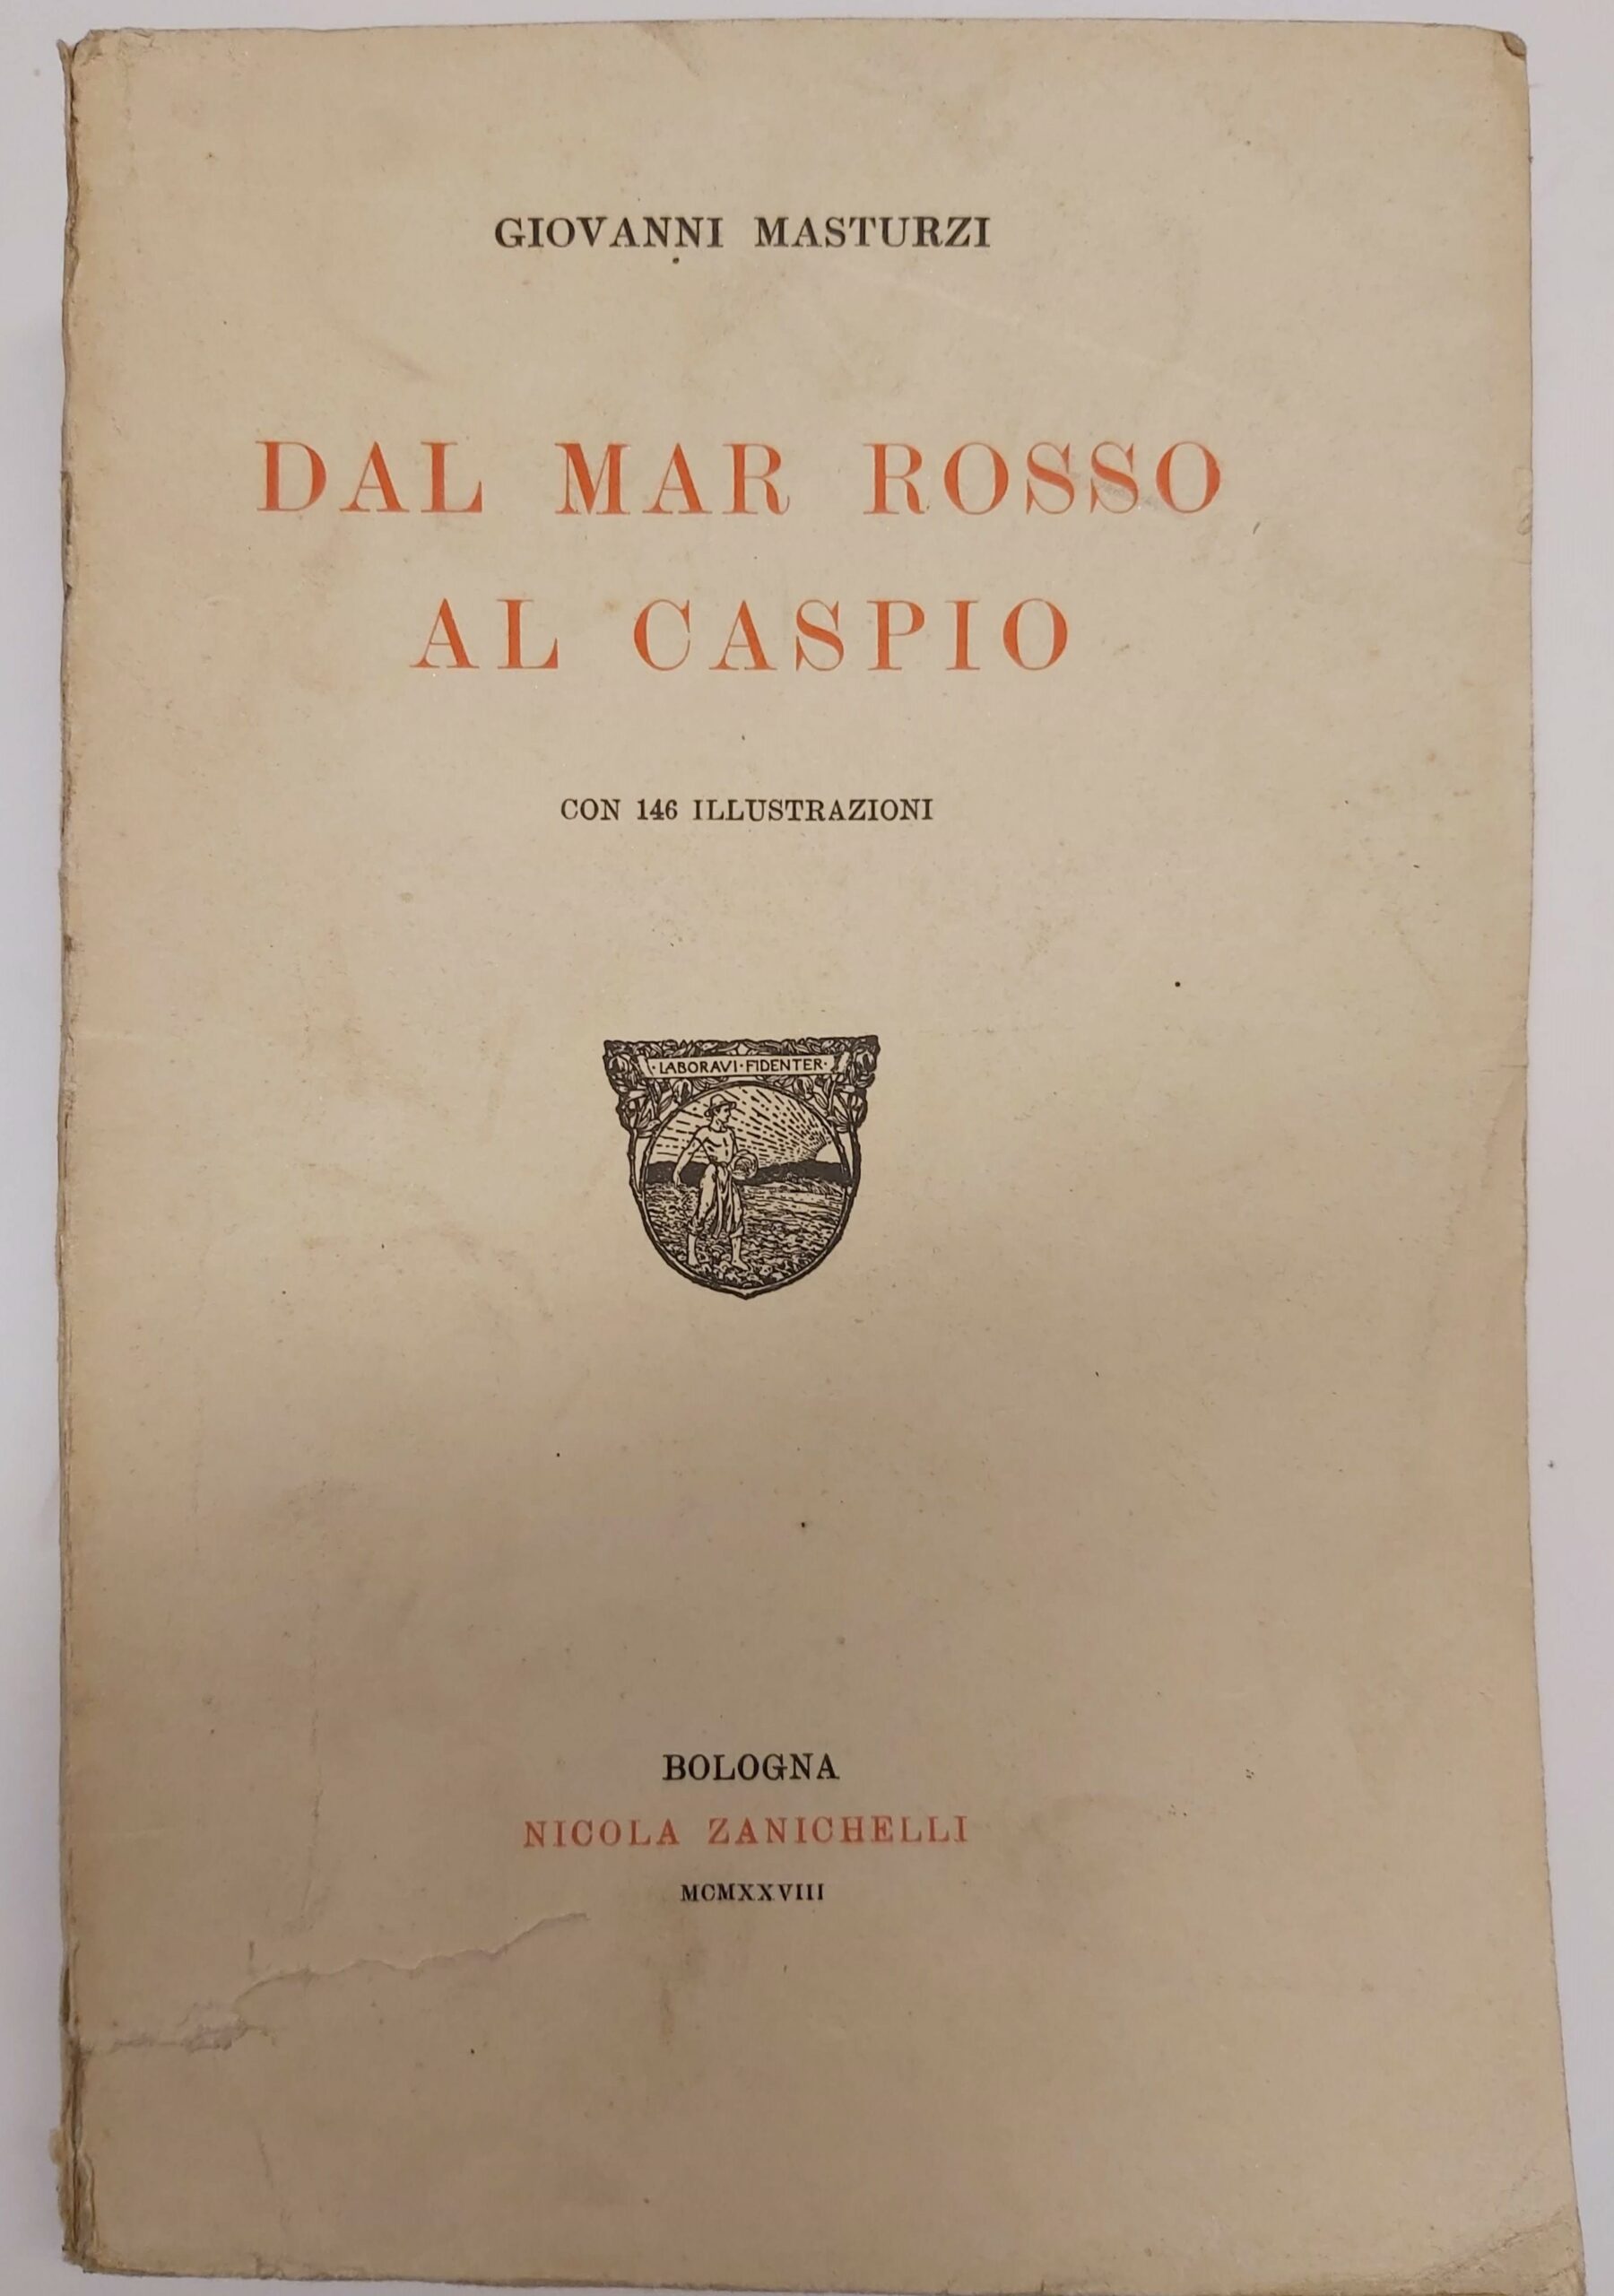 GIOVANNI MASTURZI
DAL MAR ROSSO
AL CASPIO
CON 146 ILLUSTRAZIONI
·LABORAVI·FIDENTER·
BOLOGNA
NICOLA ZANICHELLI
MCMXXVIII